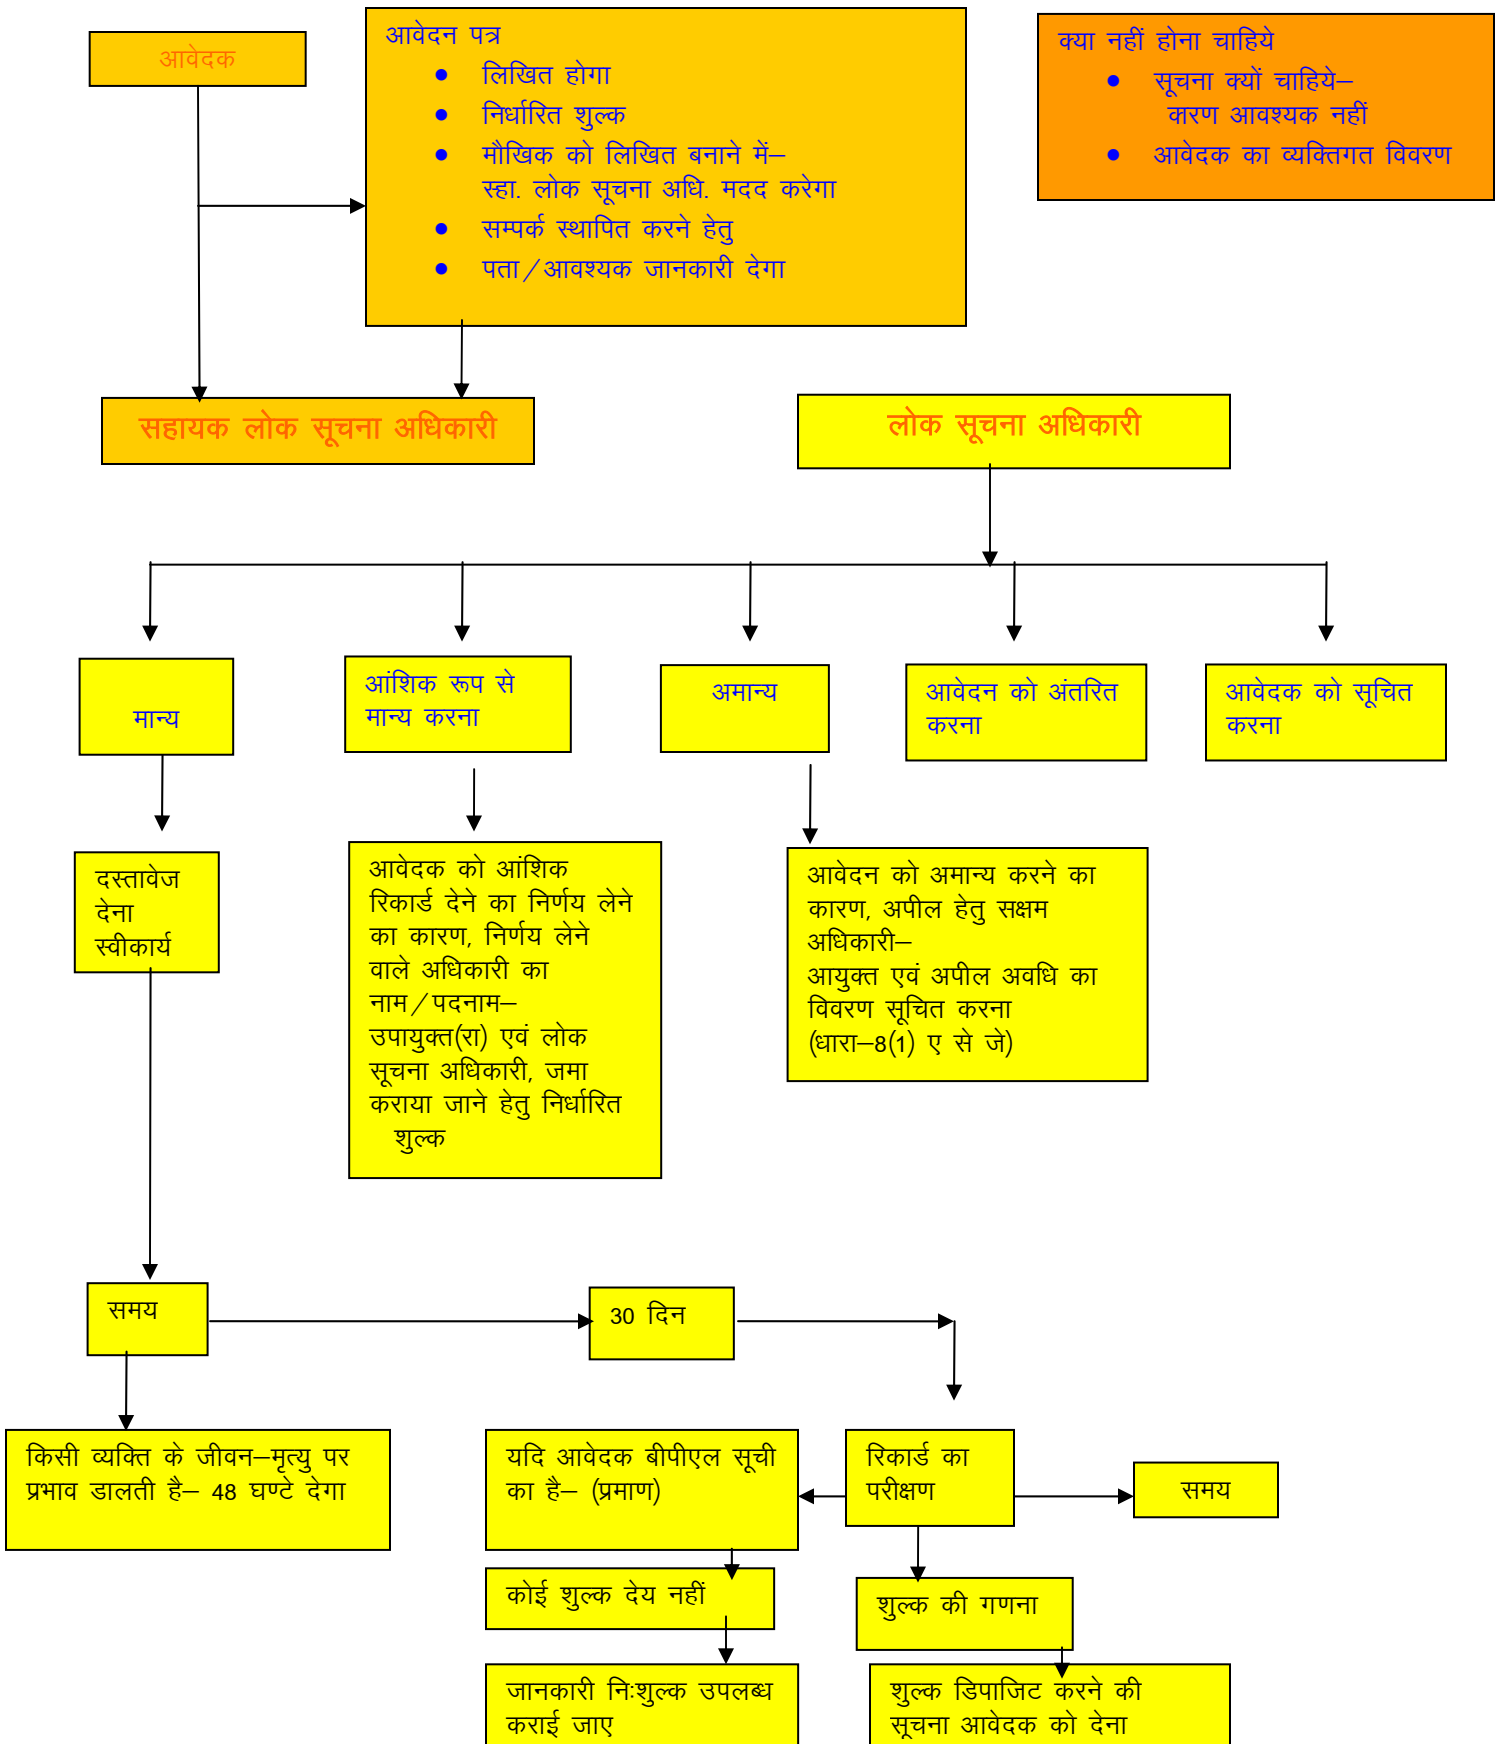 आवेदक
आवेदन पत्र
● लिखित होगा
● निर्धारित शुल्क
● मौखिक को लिखित बनाने में–
स्हा. लोक सूचना अधि. मदद करेगा
● सम्पर्क स्थापित करने हेतु
● पता/आवश्यक जानकारी देगा
क्या नहीं होना चाहिये
● सूचना क्यों चाहिये–
करण आवश्यक नहीं
● आवेदक का व्यक्तिगत विवरण
सहायक लोक सूचना अधिकारी
लोक सूचना अधिकारी
मान्य
आंशिक रूप से
मान्य करना
अमान्य
आवेदन को अंतरित
करना
आवेदक को सूचित
करना
दस्तावेज
देना
स्वीकार्य
आवेदक को आंशिक
रिकार्ड देने का निर्णय लेने
का कारण, निर्णय लेने
वाले अधिकारी का
नाम/पदनाम–
उपायुक्त(रा) एवं लोक
सूचना अधिकारी, जमा
कराया जाने हेतु निर्धारित
शुल्क
आवेदन को अमान्य करने का
कारण, अपील हेतु सक्षम
अधिकारी–
आयुक्त एवं अपील अवधि का
विवरण सूचित करना
(धारा–8(1) ए से जे)
समय
30 दिन
किसी व्यक्ति के जीवन–मृत्यु पर
प्रभाव डालती है– 48 घण्टे देगा
यदि आवेदक बीपीएल सूची
का है– (प्रमाण)
रिकार्ड का
परीक्षण
समय
कोई शुल्क देय नहीं
शुल्क की गणना
जानकारी निःशुल्क उपलब्ध
कराई जाए
शुल्क डिपाजिट करने की
सूचना आवेदक को देना